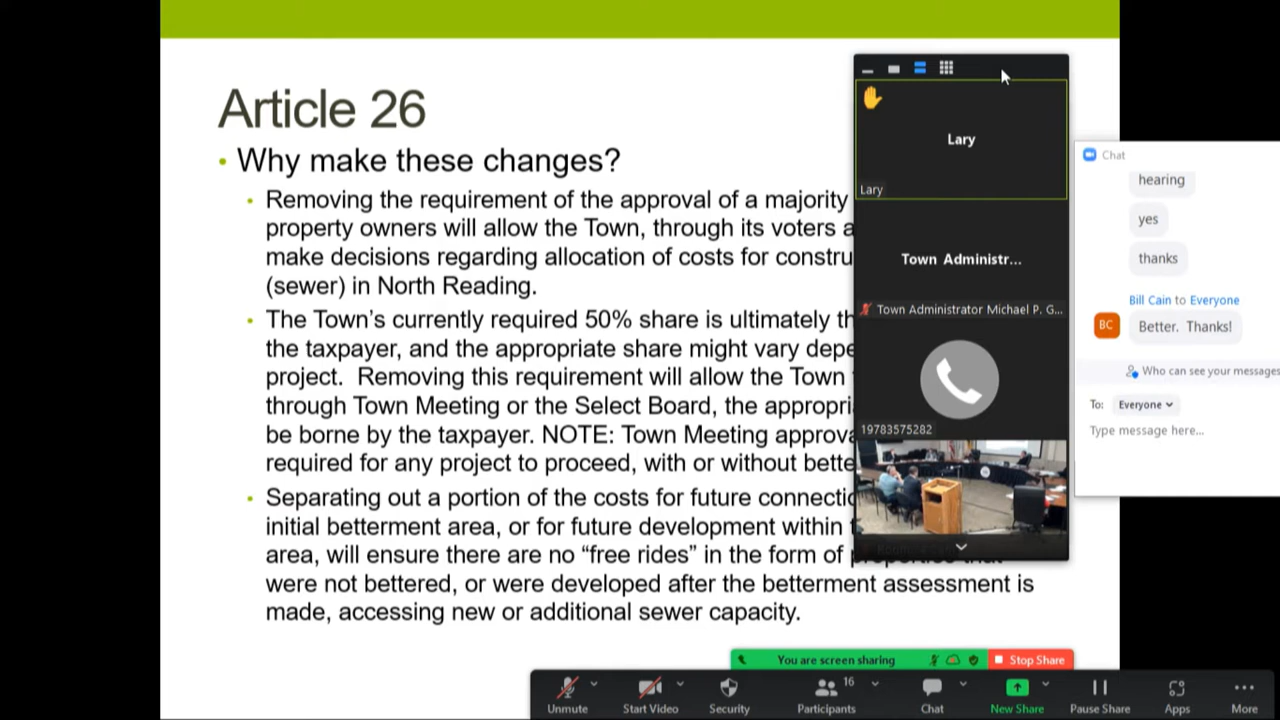 Article 26
• Why make these changes?
• Removing the requirement of the approval of a majority
property owners will allow the Town, through its voters
make decisions regarding allocation of costs for
(sewer) in North Reading.
• The Town's currently required 50% share is ultimately
the taxpayer, and the appropriate share might vary
project. Removing this requirement will allow the Town
through Town Meeting or the Select Board, the
be borne by the taxpayer. NOTE: Town Meeting
required for any project to proceed, with or without
• Separating out a portion of the costs for future
initial betterment area, or for future development within
area, will ensure there are no “free rides” in the form of
were not bettered, or were developed after the betterment assessment is
made, accessing new or additional sewer capacity.
Lary
Lary
Town Administr...
Town Administrator Michael P. G...
19783575282
Chat
hearing
yes
thanks
Bill Cain to Everyone
BC
Better. Thanks!
Who can see your messages
To: Everyone
Type message here...
You are screen sharing
Stop Share
Unmute
Start Video
Security
Participants
16
Chat
New Share
Pause Share
Apps
More